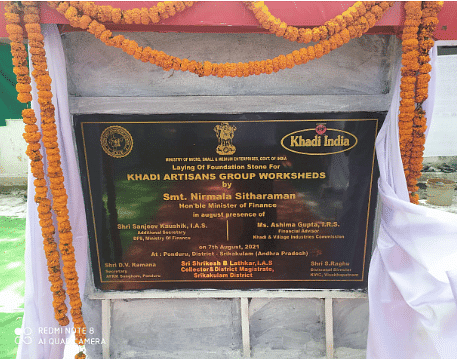 Khadi India
MINISTRY OF MICRO, SMALL & MEDIUM ENTERPRISES, GOVT. OF INDIA
Laying Of Foundation Stone For
KHADI ARTISANS GROUP WORKSHEDS
by
Smt. Nirmala Sitharaman
Hon'ble Minister of Finance
in august presence of
Shri Sanjeev Kaushik, I.A.S.
Additional Secretary
DFS, Ministry Of Finance
Ms. Ashima Gupta, I.R.S.
Financial Advisor
Khadi & Village Industries Commission
on 7th August, 2021
At : Ponduru, District - Srikakulam (Andhra Pradesh)
Shri D.V. Ramana
Secretary
Ponduru
Sri Shrikesh B Lathkar, I.A.S
Collector & District Magistrate,
Srikakulam District
Shri S.Raghu
Director
KVIC, Visakhapatnam
REDMI NOTE 8
AI QUAD CAMERA